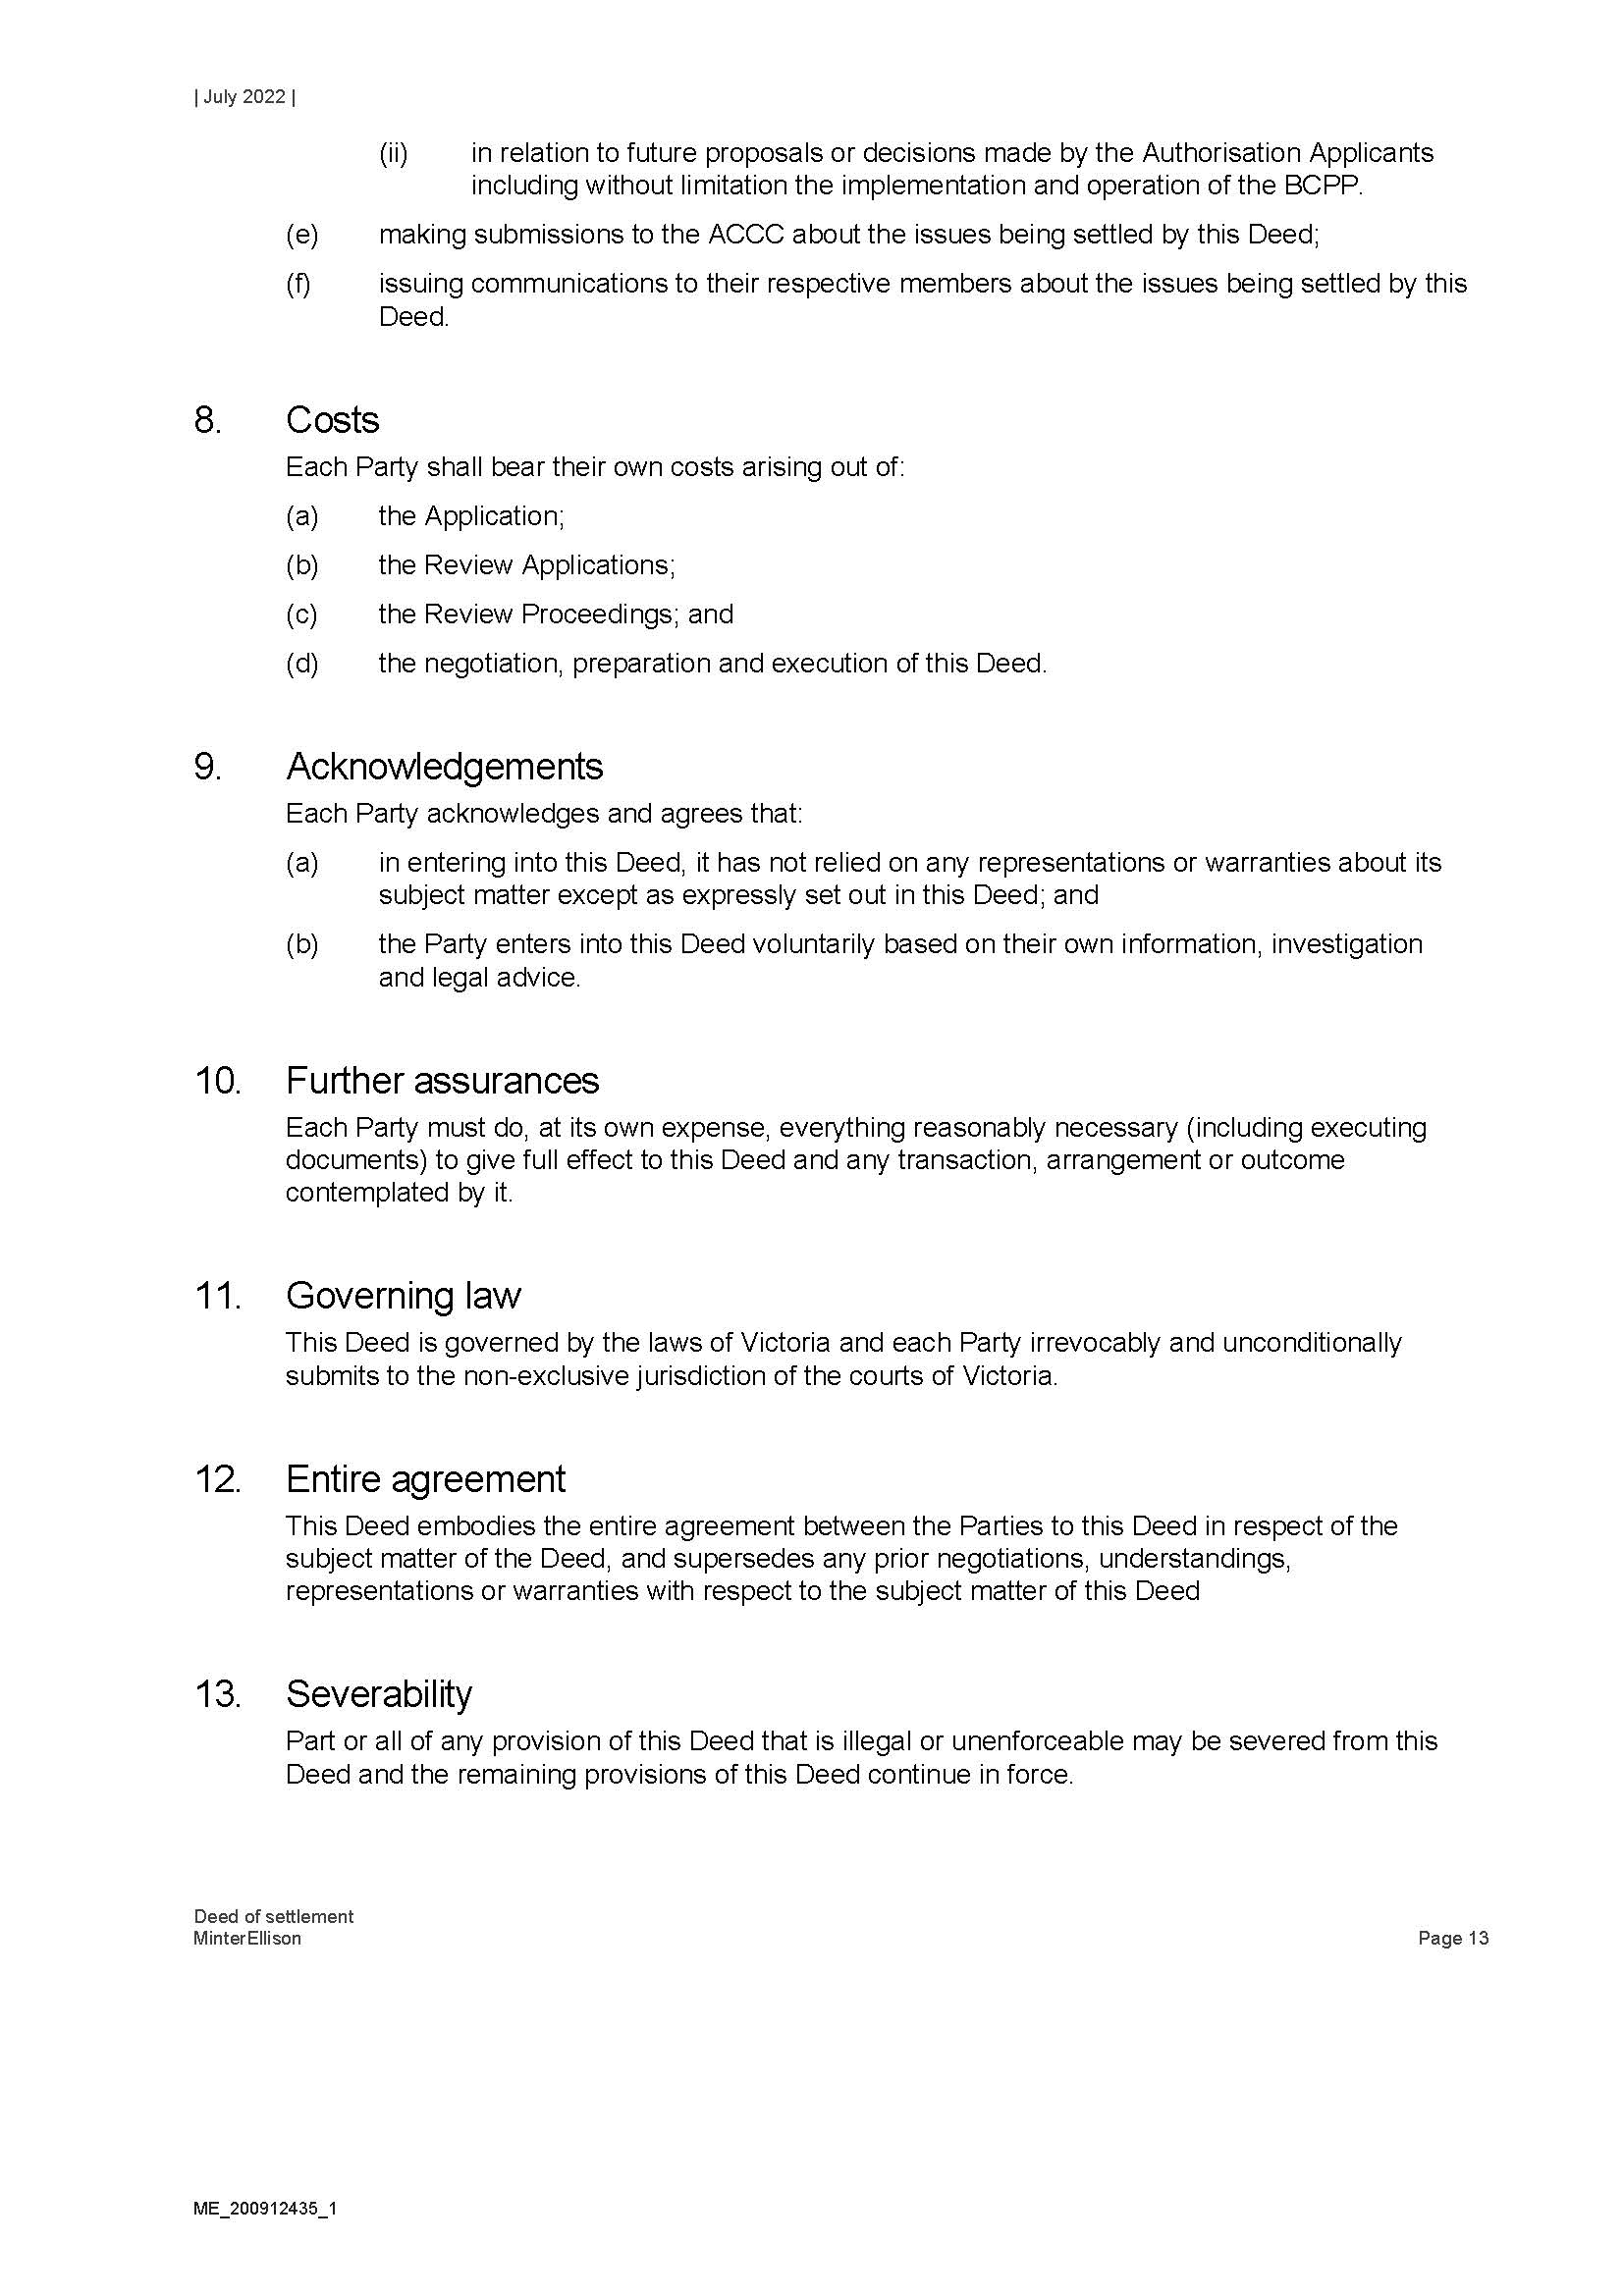 | July 2022 |
(ii) in relation to future proposals or decisions made by the Authorisation Applicants
including without limitation the implementation and operation of the BCPP.
(e) making submissions to the ACCC about the issues being settled by this Deed;
(f) issuing communications to their respective members about the issues being settled by this
Deed.
8. Costs
Each Party shall bear their own costs arising out of:
(a) the Application;
(b) the Review Applications;
(c) the Review Proceedings; and
(d) the negotiation, preparation and execution of this Deed.
9. Acknowledgements
Each Party acknowledges and agrees that:
(a) in entering into this Deed, it has not relied on any representations or warranties about its
subject matter except as expressly set out in this Deed; and
(b) the Party enters into this Deed voluntarily based on their own information, investigation
and legal advice.
10. Further assurances
Each Party must do, at its own expense, everything reasonably necessary (including executing
documents) to give full effect to this Deed and any transaction, arrangement or outcome
contemplated by it.
11. Governing law
This Deed is governed by the laws of Victoria and each Party irrevocably and unconditionally
submits to the non-exclusive jurisdiction of the courts of Victoria.
12. Entire agreement
This Deed embodies the entire agreement between the Parties to this Deed in respect of the
subject matter of the Deed, and supersedes any prior negotiations, understandings,
representations or warranties with respect to the subject matter of this Deed
13. Severability
Part or all of any provision of this Deed that is illegal or unenforceable may be severed from this
Deed and the remaining provisions of this Deed continue in force.
Deed of settlement
MinterEllison Page 13
ME_200912435_1